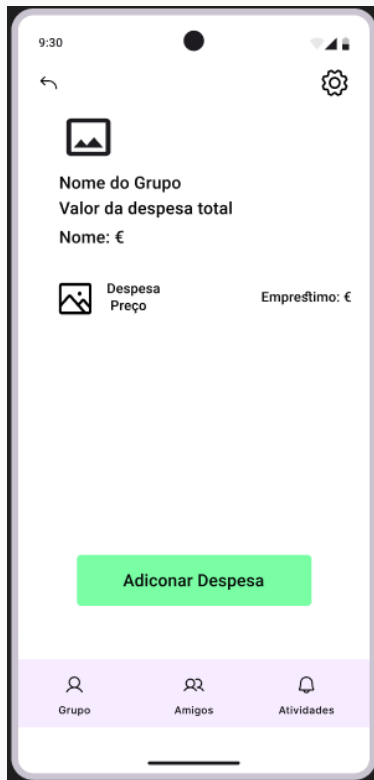 9:30
Nome do Grupo
Valor da despesa total
Nome: €
Despesa
Preço
Emprestimo: €
Adiconar Despesa
Grupo
Amigos
Atividades